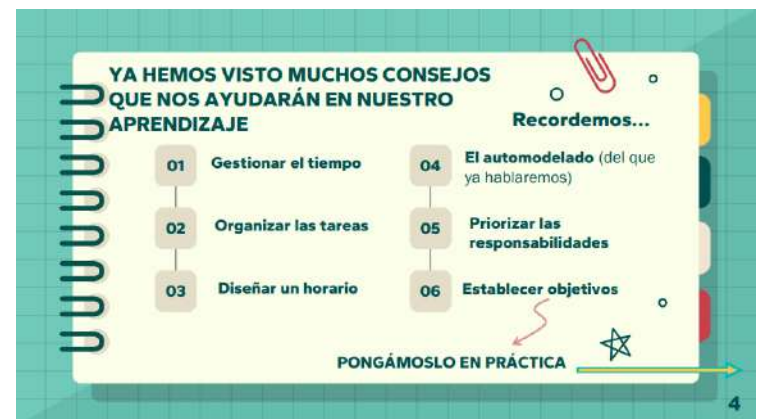 YA HEMOS VISTO MUCHOS CONSEJOS
QUE NOS AYUDARÁN EN NUESTRO
APRENDIZAJE
Recordemos...
01 Gestionar el tiempo
02 Organizar las tareas
03 Diseñar un horario
04 El automodelado (del que
ya hablaremos)
05 Priorizar las
responsabilidades
06 Establecer objetivos
PONGÁMOSLO EN PRÁCTICA
4